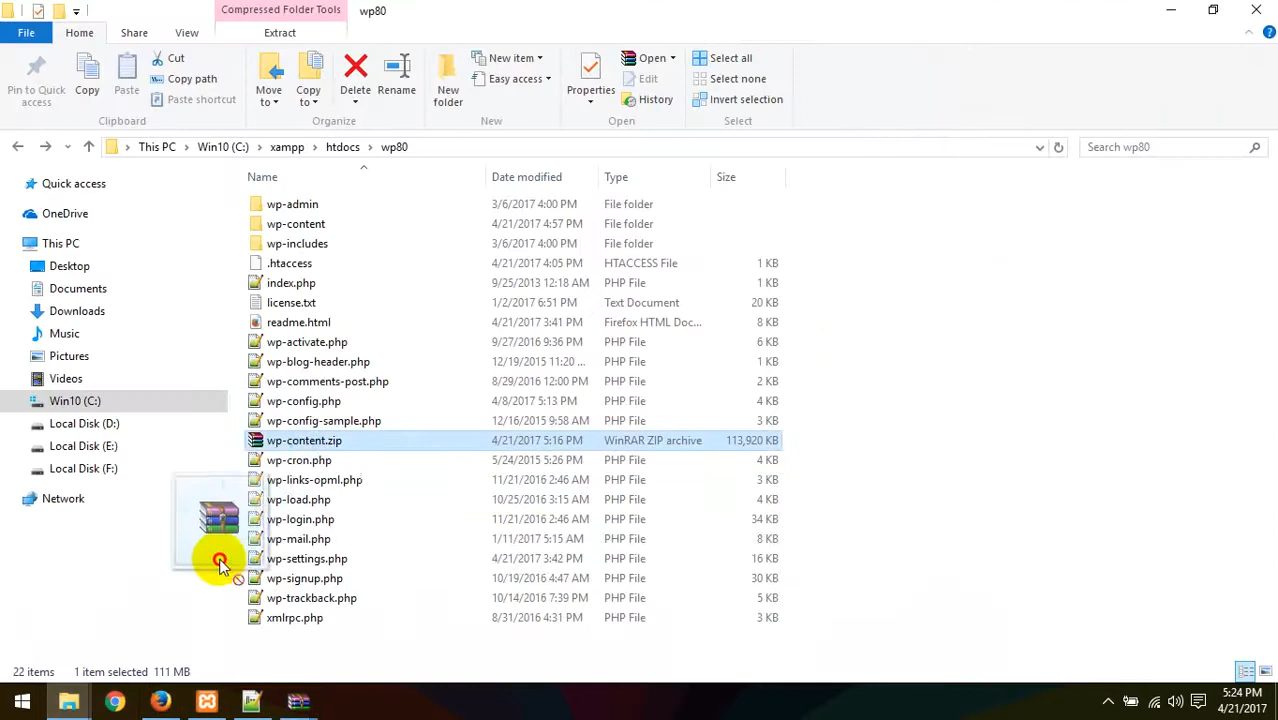 Compressed Folder Tools
wp80
File
Home
Share
View
Extract
Pin to Quick access
Copy
Paste
Cut
Copy path
Paste shortcut
Move to
Copy to
Delete
Rename
New folder
New item
Easy access
Properties
Open
Edit
History
Select all
Select none
Invert selection
Clipboard
Organize
New
Open
Select
This PC
Win10 (C:)
xampp
htdocs
wp80
Search wp80
Quick access
OneDrive
This PC
Desktop
Documents
Downloads
Music
Pictures
Videos
Win10 (C:)
Local Disk (D:)
Local Disk (E:)
Local Disk (F:)
Network
Name Date modified Type Size
wp-admin 3/6/2017 4:00 PM File folder
wp-content 4/21/2017 4:57 PM File folder
wp-includes 3/6/2017 4:00 PM File folder
.htaccess 4/21/2017 4:05 PM HTACCESS File 1 KB
index.php 9/25/2013 12:18 AM PHP File 1 KB
license.txt 1/2/2017 6:51 PM Text Document 20 KB
readme.html 4/21/2017 3:41 PM Firefox HTML Doc... 8 KB
wp-activate.php 9/27/2016 9:36 PM PHP File 6 KB
wp-blog-header.php 12/19/2015 11:20 ... PHP File 1 KB
wp-comments-post.php 8/29/2016 12:00 PM PHP File 2 KB
wp-config.php 4/8/2017 5:13 PM PHP File 4 KB
wp-config-sample.php 12/16/2015 9:58 AM PHP File 3 KB
wp-content.zip 4/21/2017 5:16 PM WinRAR ZIP archive 113,920 KB
wp-cron.php 5/24/2015 5:26 PM PHP File 4 KB
wp-links-opml.php 11/21/2016 2:46 AM PHP File 3 KB
wp-load.php 10/25/2016 3:15 AM PHP File 4 KB
wp-login.php 11/21/2016 2:46 AM PHP File 34 KB
wp-mail.php 1/11/2017 5:15 AM PHP File 8 KB
wp-settings.php 4/21/2017 3:42 PM PHP File 16 KB
wp-signup.php 10/19/2016 4:47 AM PHP File 30 KB
wp-trackback.php 10/14/2016 7:39 PM PHP File 5 KB
xmlrpc.php 8/31/2016 4:31 PM PHP File 3 KB
22 items 1 item selected 111 MB
5:24 PM
4/21/2017